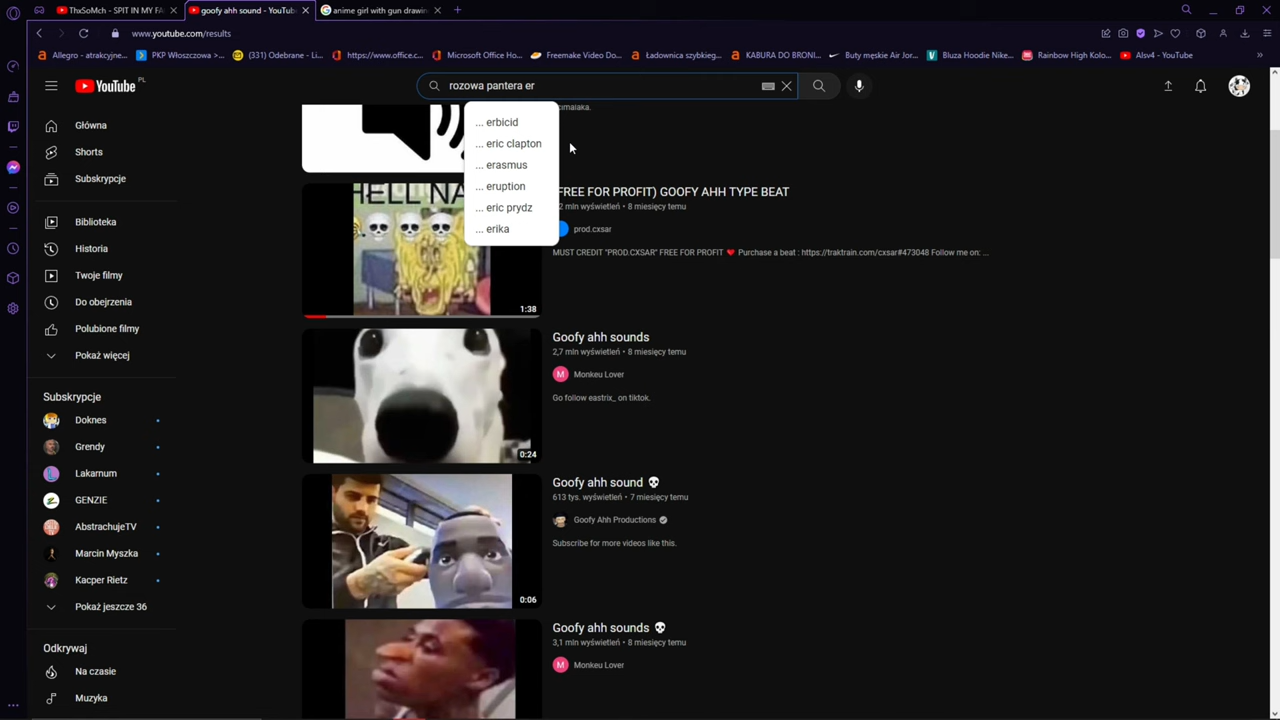 ThxSoMch - SPIT IN MY FA
goofy ahh sound - YouTube
anime girl with gun drawin
www.youtube.com/results
Allegro - atrakcyjne...
PKP Włoszczowa >...
(331) Odebrane - Libi...
https://www.office.c...
Microsoft Office Ho...
Freemake Video Do...
Ładownica szybkieg...
KABURA DO BRONI...
Buty męskie Air Jor...
Bluza Hoodie Nike...
Rainbow High Kolo...
AIsv4 - YouTube
YouTube PL
rozowa pantera er
... erbicid
... eric clapton
... erasmus
... eruption
... eric prydz
... erika
Główna
Shorts
Subskrypcje
Biblioteka
Historia
Twoje filmy
Do obejrzenia
Polubione filmy
Pokaż więcej
Subskrypcje
Doknes
Grendy
Lakarnum
GENZIE
AbstrachujeTV
Marcin Myszka
Kacper Rietz
Pokaż jeszcze 36
Odkrywaj
Na czasie
Muzyka
HELL NA
1:38
FREE FOR PROFIT) GOOFY AHH TYPE BEAT
2 mln wyświetleń • 8 miesięcy temu
prod.cxsar
MUST CREDIT "PROD.CXSAR" FREE FOR PROFIT ❤️ Purchase a beat : https://traktrain.com/cxsar#473048 Follow me on: ...
0:24
Goofy ahh sounds
2,7 mln wyświetleń • 8 miesięcy temu
M Monkeu Lover
Go follow eastrix_ on tiktok.
0:06
Goofy ahh sound 💀
613 tys. wyświetleń • 7 miesięcy temu
Goofy Ahh Productions
Subscribe for more videos like this.
Goofy ahh sounds 💀
3,1 mln wyświetleń • 8 miesięcy temu
M Monkeu Lover